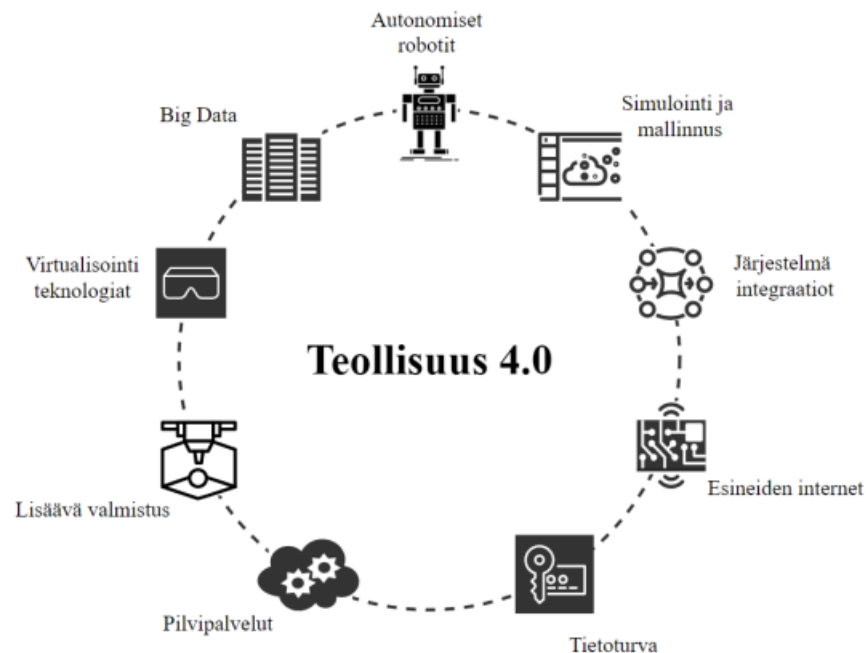 Autonomiset
robotit
Simulointi ja
mallinnus
Big Data
Järjestelmä
integraatiot
Virtualisointi
teknologiat
Teollisuus 4.0
Esineiden internet
Lisäävä valmistus
Pilvipalvelut
Tietoturva